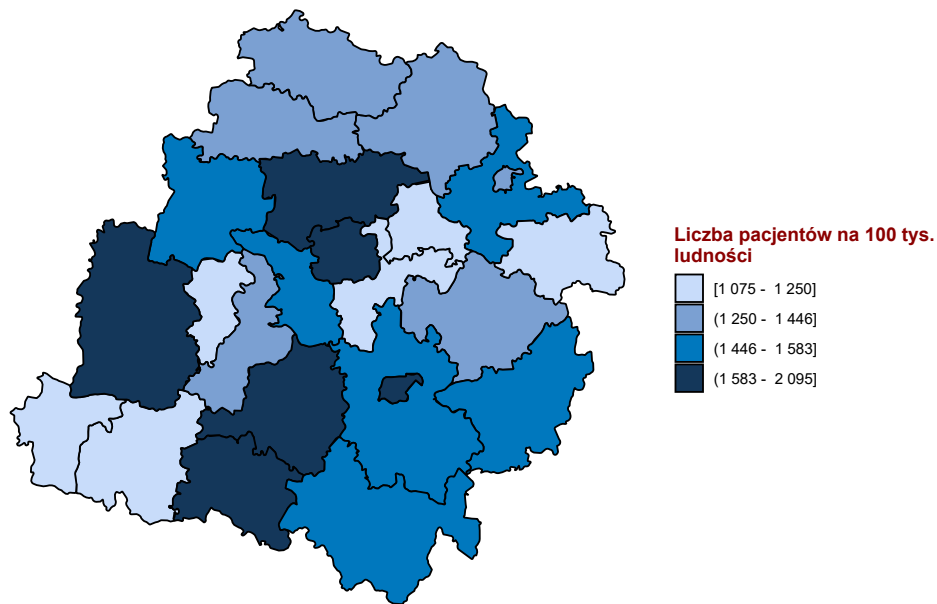 Liczba pacjentów na 100 tys.
ludności
[1 075 - 1 250]
(1 250 - 1 446]
(1 446 - 1 583]
(1 583 - 2 095]